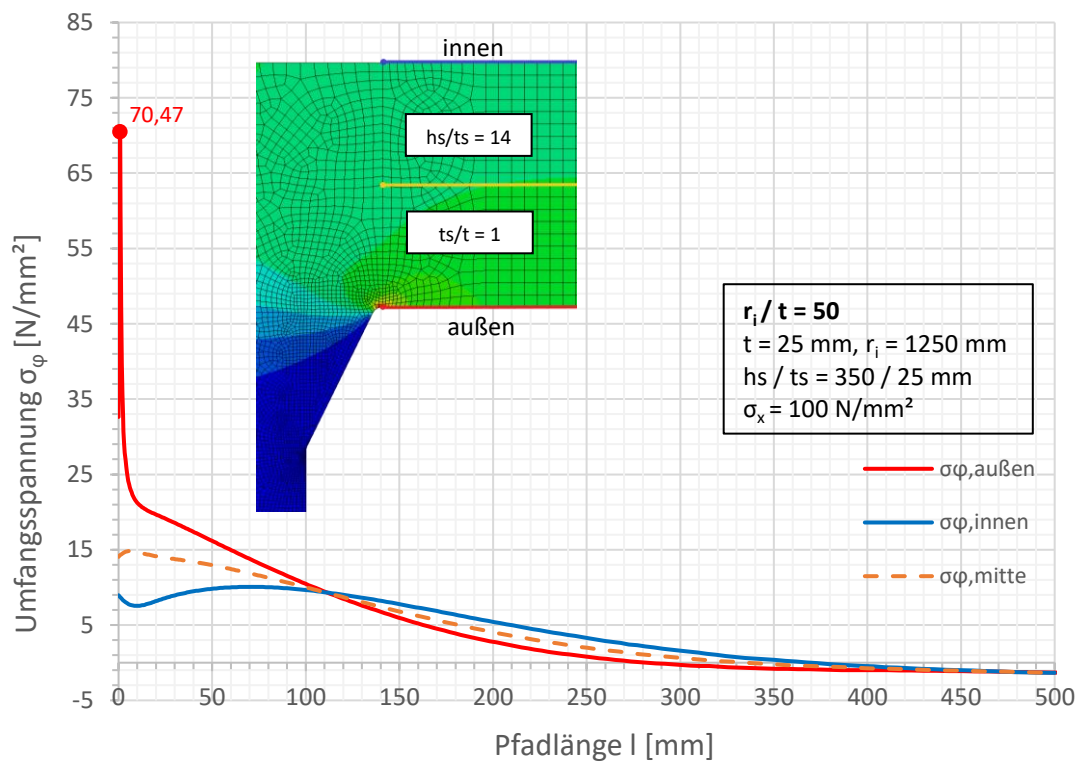 85
75
65
55
45
35
25
15
5
-5
Umfangsspannung σφ [N/mm²]
70,47
innen
hs/ts = 14
ts/t = 1
außen
ri / t = 50
t = 25 mm, ri = 1250 mm
hs / ts = 350 / 25 mm
σx = 100 N/mm²
σφ,außen
σφ,innen
σφ,mitte
0 50 100 150 200 250 300 350 400 450 500
Pfadlänge l [mm]